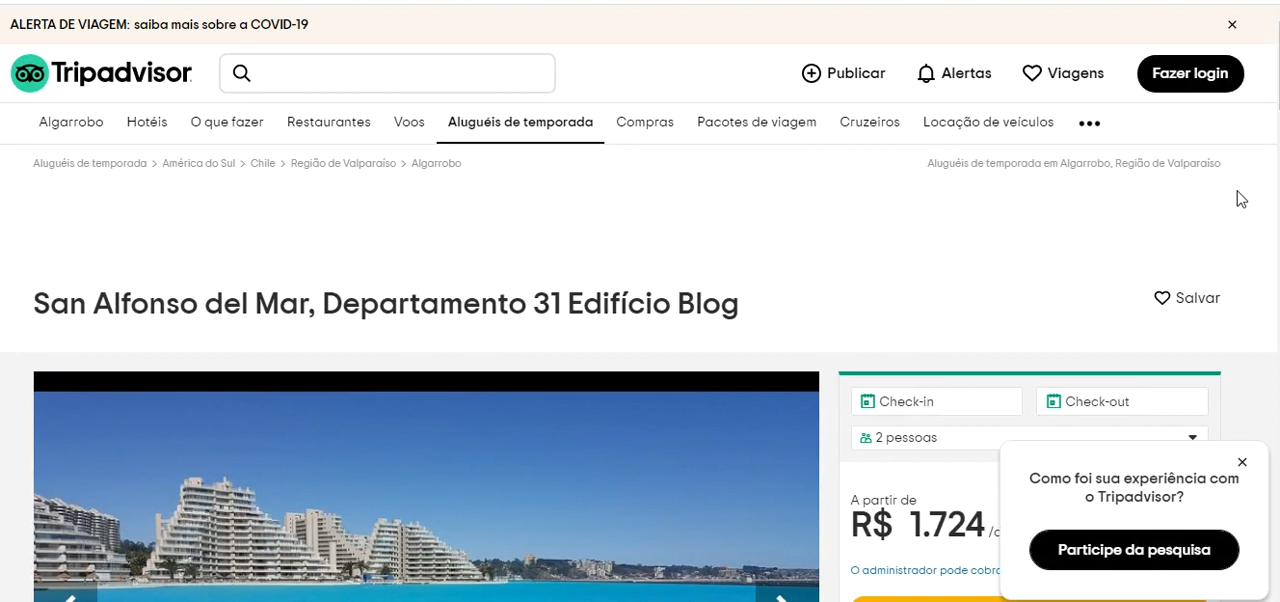 ALERTA DE VIAGEM: saiba mais sobre a COVID-19
Tripadvisor
Publicar
Alertas
Viagens
Fazer login
Algarrobo
Hotéis
O que fazer
Restaurantes
Voos
Aluguéis de temporada
Compras
Pacotes de viagem
Cruzeiros
Locação de veículos
Aluguéis de temporada > América do Sul > Chile > Região de Valparaíso > Algarrobo
Aluguéis de temporada em Algarrobo, Região de Valparaíso
San Alfonso del Mar, Departamento 31 Edifício Blog
Salvar
Check-in
Check-out
2 pessoas
A partir de
R$ 1.724
O administrador pode
Como foi sua experiência com
o Tripadvisor?
Participe da pesquisa